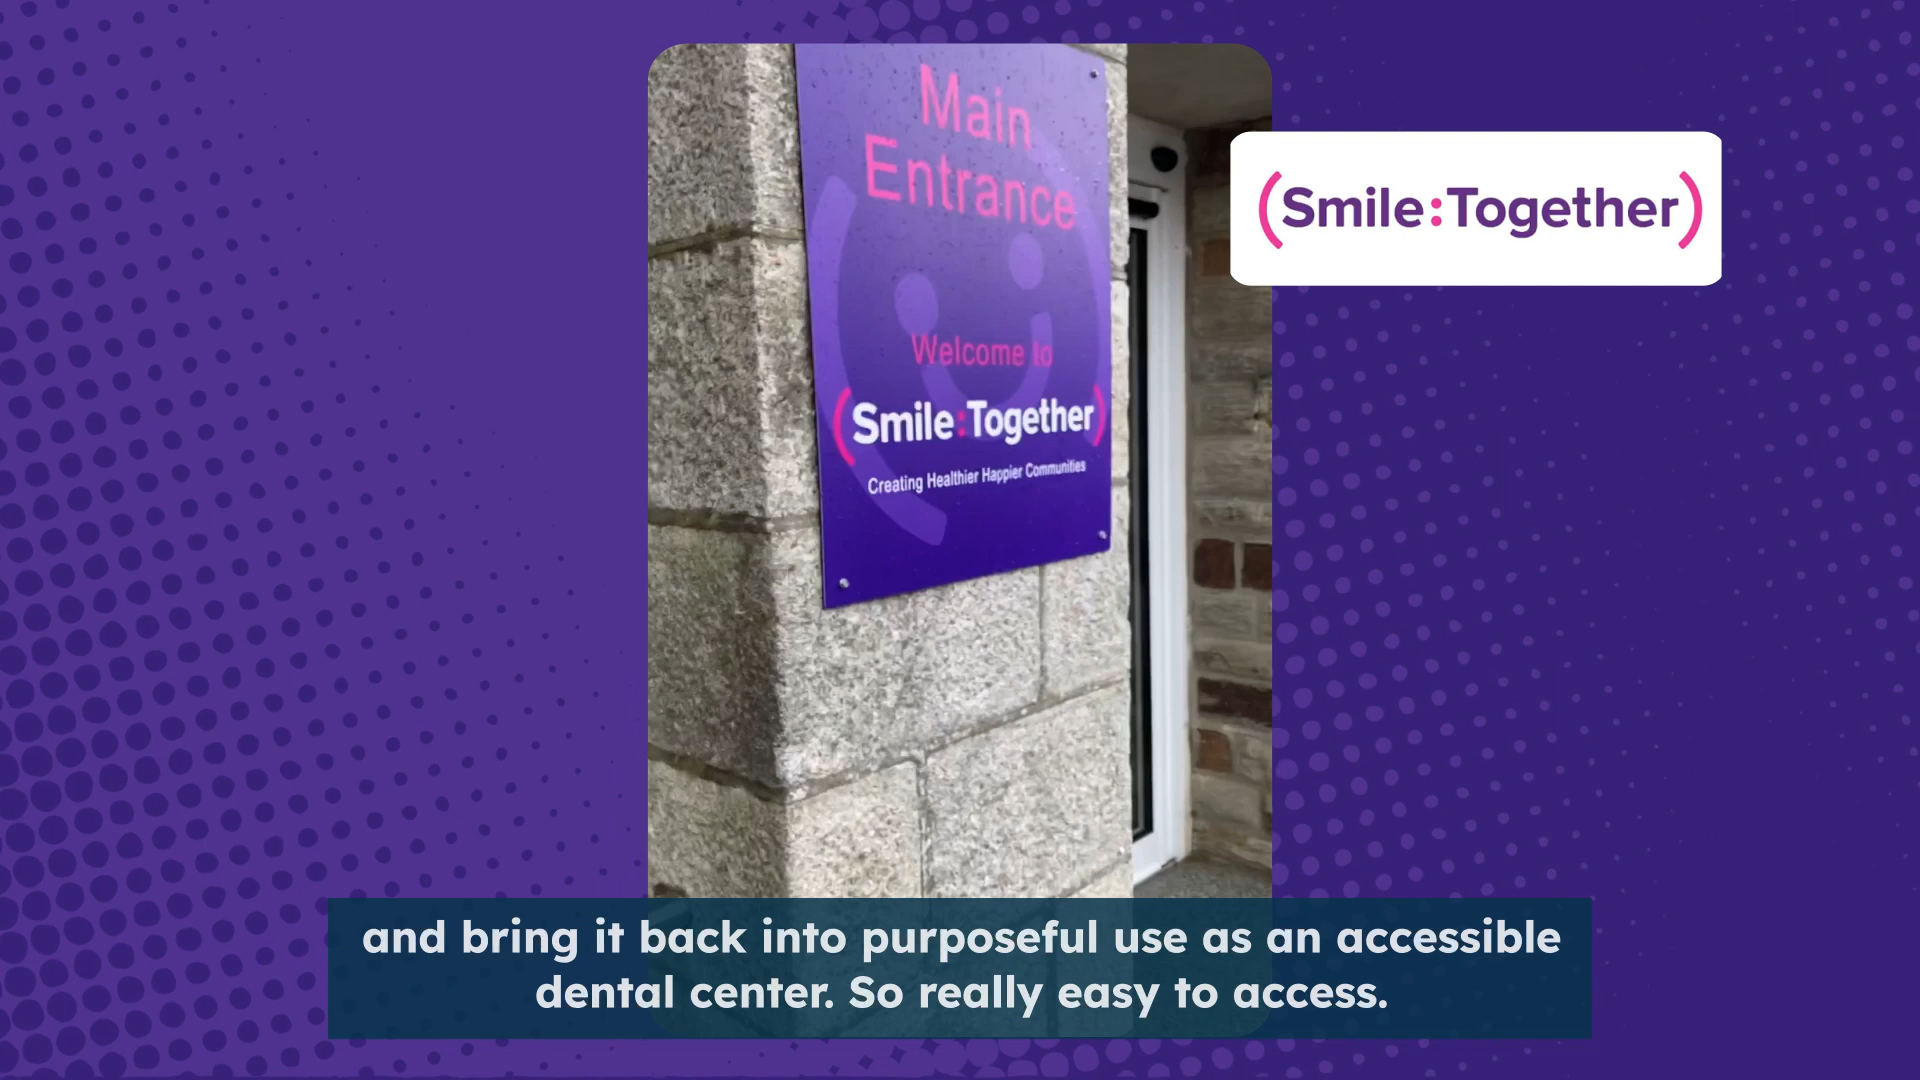 Main
Entrance
Welcome to
(Smile:Together)
Creating Healthier Happier Communities
(Smile:Together)
and bring it back into purposeful use as an accessible
dental center. So really easy to access.